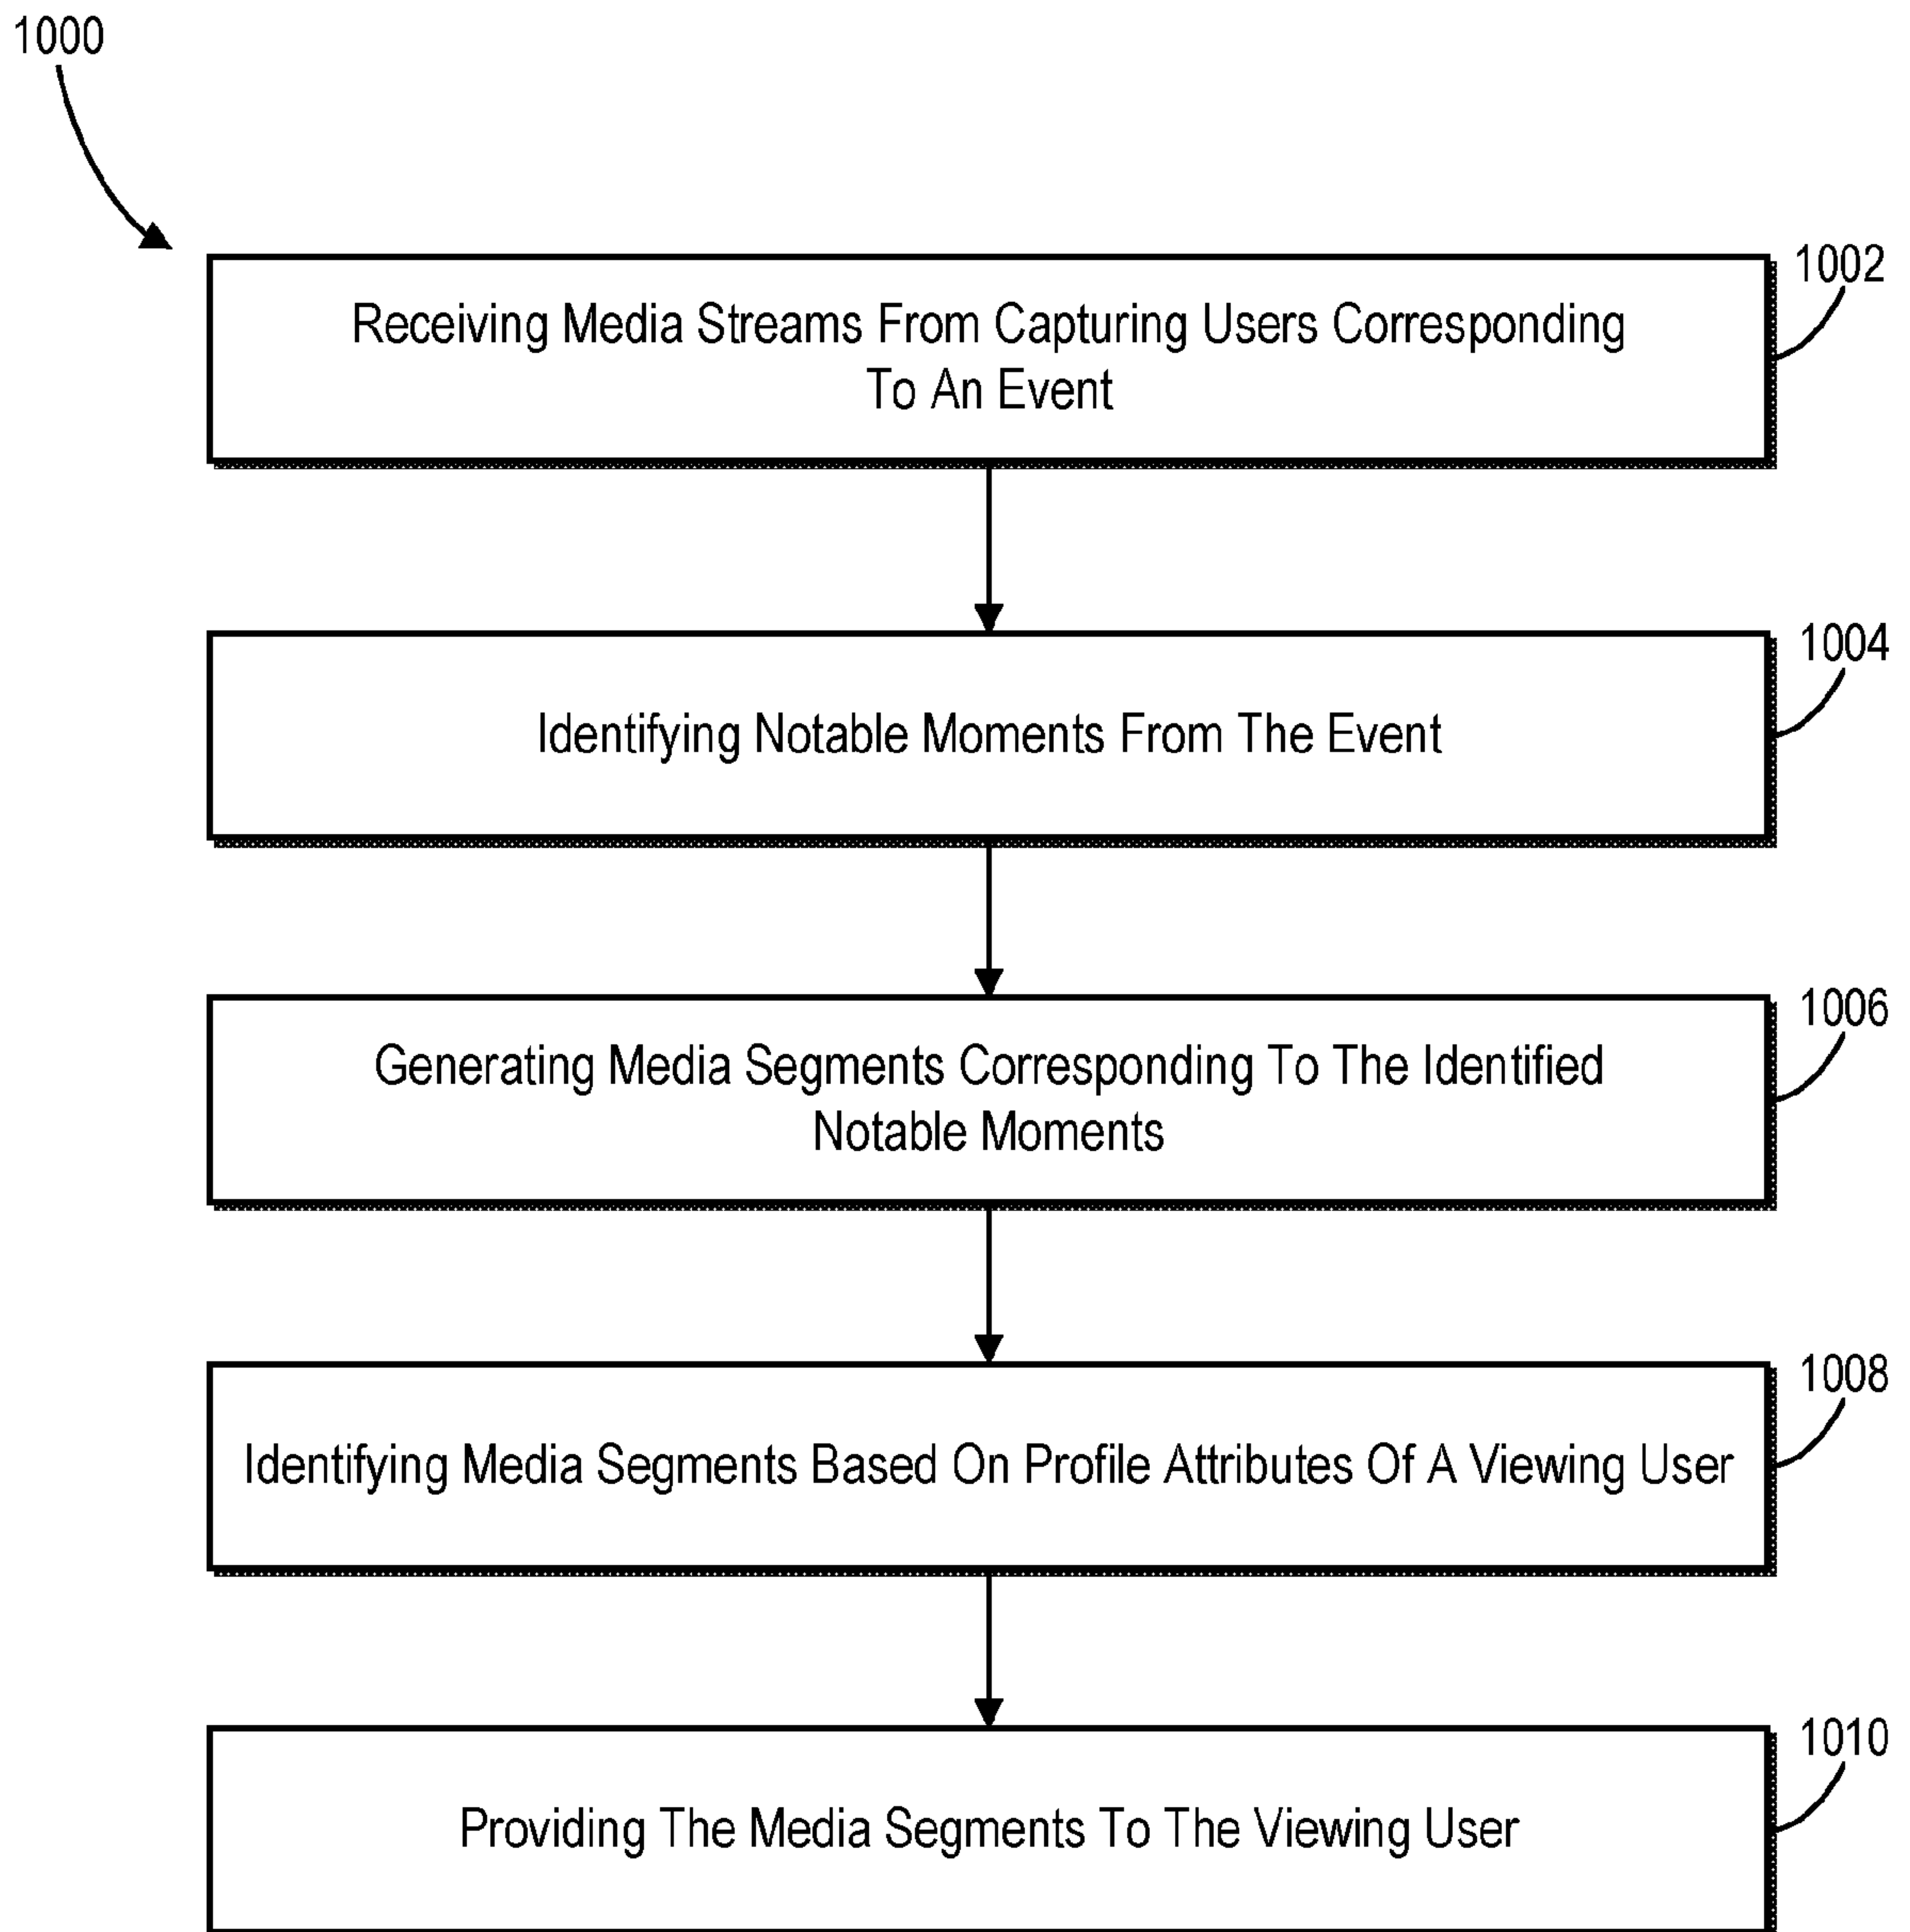 1000
1002
Receiving Media Streams From Capturing Users Corresponding
To An Event
1004
Identifying Notable Moments From The Event
1006
Generating Media Segments Corresponding To The Identified
Notable Moments
1008
Identifying Media Segments Based On Profile Attributes Of A Viewing User
1010
Providing The Media Segments To The Viewing User